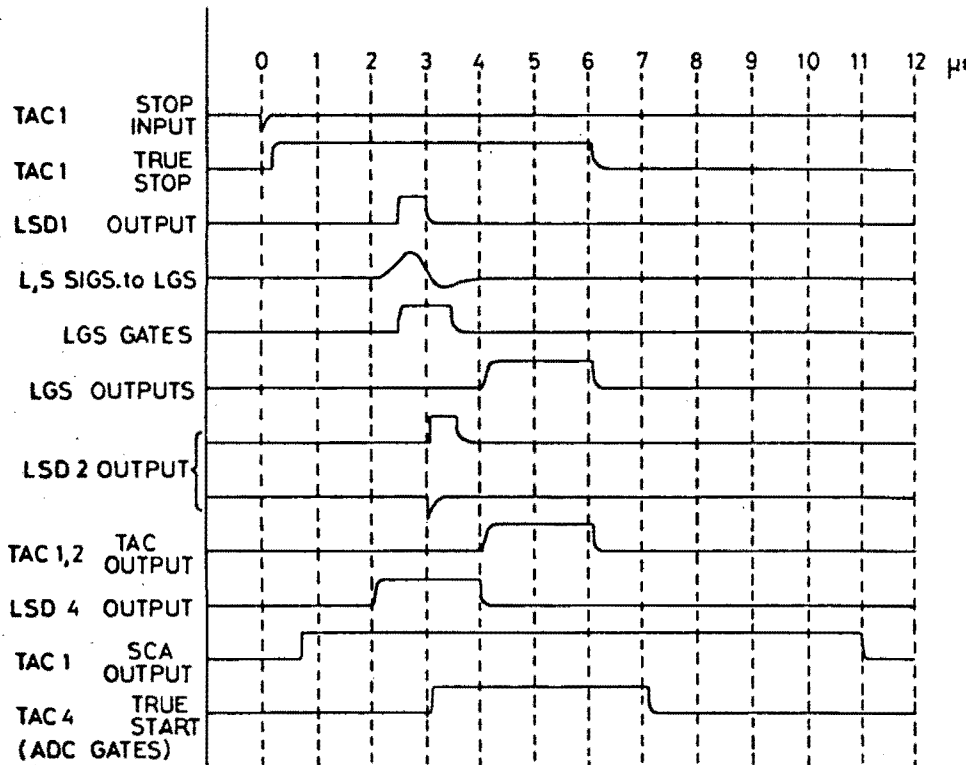 0 1 2 3 4 5 6 7 8 9 10 11 12 μs
TAC 1 STOP INPUT
TAC 1 TRUE STOP
LSD1 OUTPUT
L,S SIGS.to LGS
LGS GATES
LGS OUTPUTS
LSD 2 OUTPUT
TAC 1,2 TAC OUTPUT
LSD 4 OUTPUT
TAC 1 SCA OUTPUT
TAC 4 TRUE START
(ADC GATES)